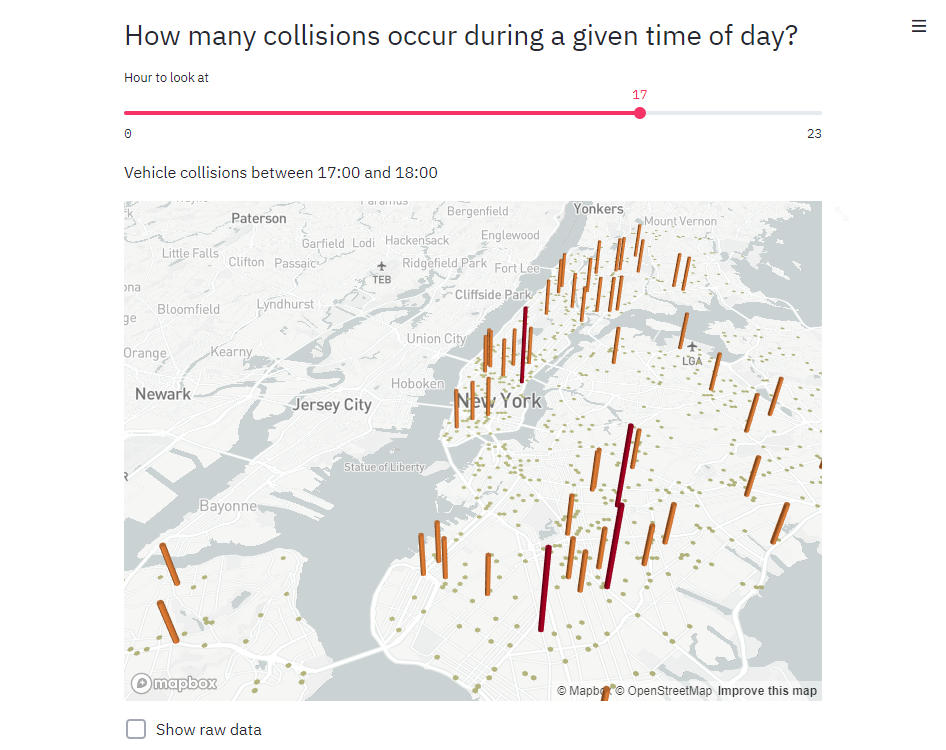 How many collisions occur during a given time of day?
Hour to look at
17
0
23
Vehicle collisions between 17:00 and 18:00
Paramus
Paterson
Bergenfield
Yonkers
Mount Vernon
Englewood
Garfield
Lodi
Hackensack
Little Falls
Clifton
Passaic
Ridgefield Park
Fort Lee
TEB
Cliffside Park
Bloomfield
Lyndhurst
Union City
Orange
Kearny
LGA
Newark
Hoboken
Jersey City
New York
Statue of Liberty
Bayonne
mapbox
© Mapbox © OpenStreetMap Improve this map
Show raw data